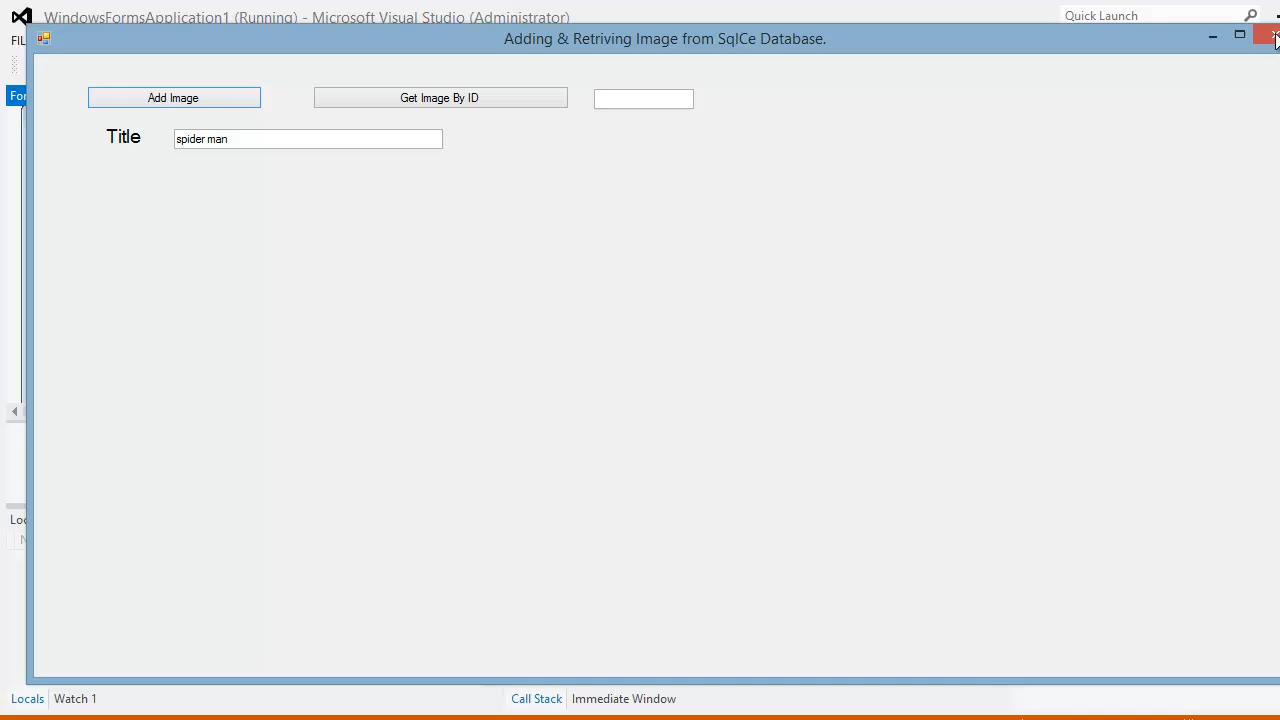 WindowsFormsApplication1 (Running) - Microsoft Visual Studio (Administrator)
Quick Launch
Adding & Retriving Image from SqlCe Database.
Add Image
Get Image By ID
Title
spider man
Locals
Watch 1
Call Stack
Immediate Window